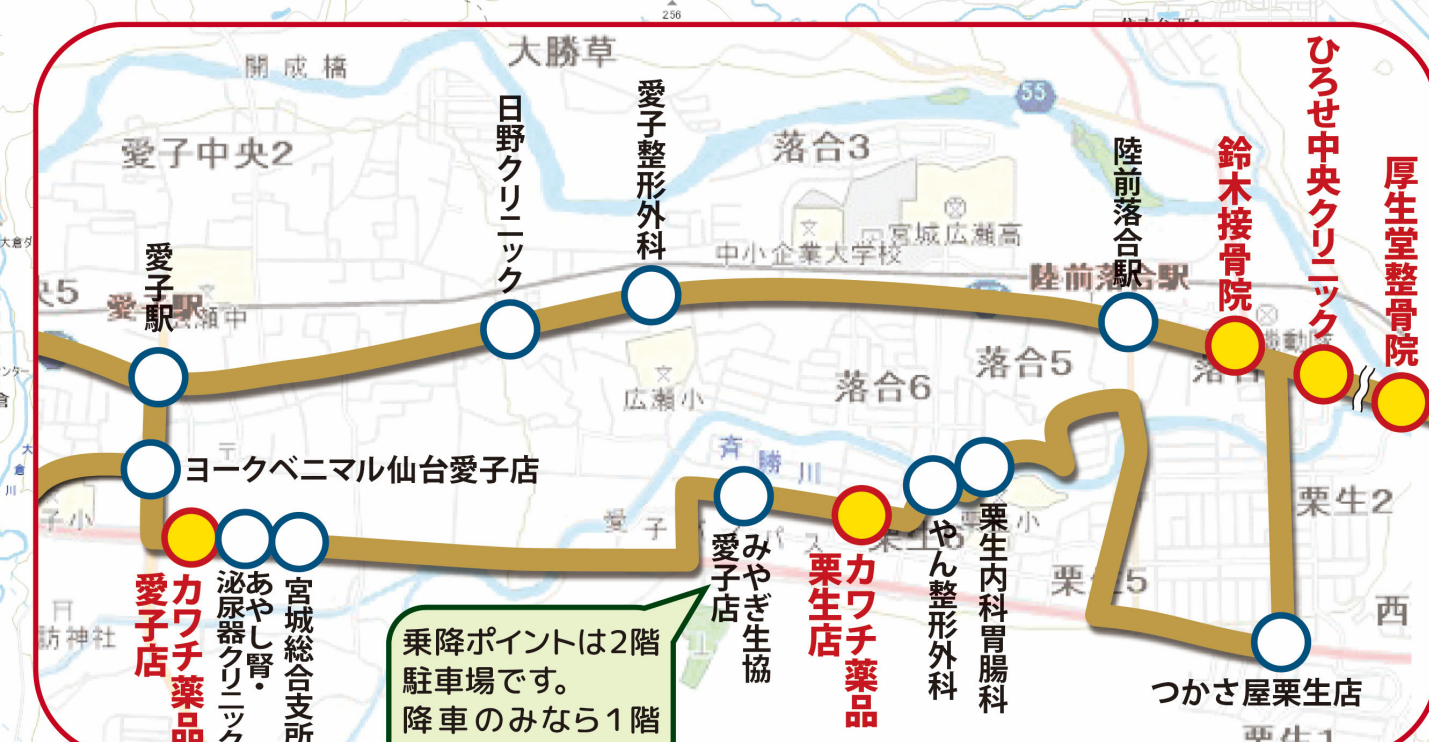 256
開成橋
大勝草
55
愛子中央2
落合3
日野クリニック
愛子整形外科
陸前落合駅
鈴木接骨院
ひろせ中央クリニック
厚生堂整骨院
宮城広瀬高
中小企業大学校
陸前落合駅
愛子駅
広瀬小
落合6
落合5
斉勝川
ヨークベニマル仙台愛子店
子小
栗生2
カワチ薬品
愛子店
あやし腎・
泌尿器クリニック
宮城総合支所
みやぎ生協
愛子店
カワチ薬品
栗生店
やん整形外科
栗生内科胃腸科
つかさ屋栗生店
西
栗生1
訪神社
乗降ポイントは2階
駐車場です。
降車のみなら1階